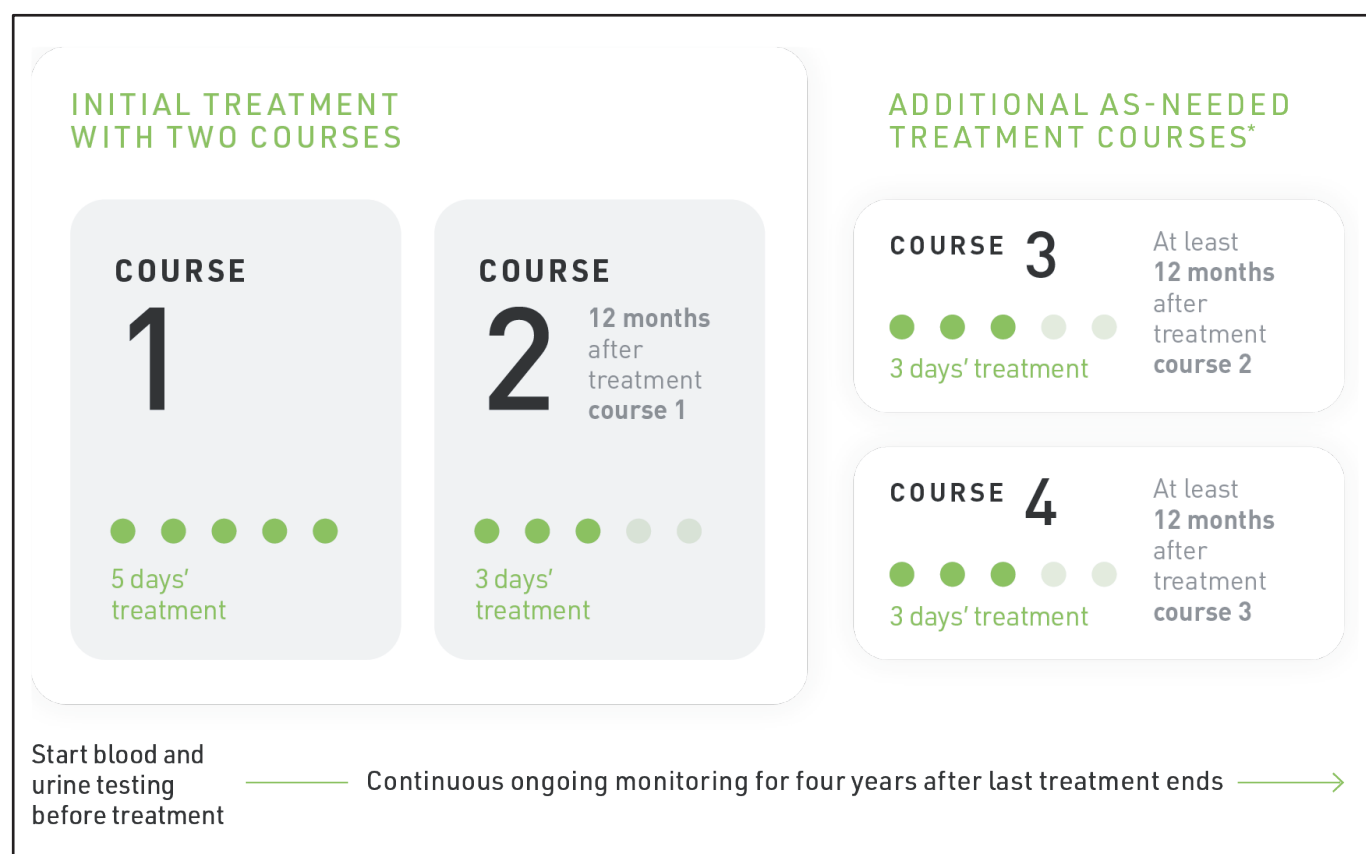 INITIAL TREATMENT
WITH TWO COURSES
COURSE
1
5 days’
treatment
COURSE
2
12 months
after
treatment
course 1
3 days’
treatment
ADDITIONAL AS-NEEDED
TREATMENT COURSES*
COURSE 3
3 days’ treatment
At least
12 months
after
treatment
course 2
COURSE 4
3 days’ treatment
At least
12 months
after
treatment
course 3
Start blood and
urine testing
before treatment
Continuous ongoing monitoring for four years after last treatment ends